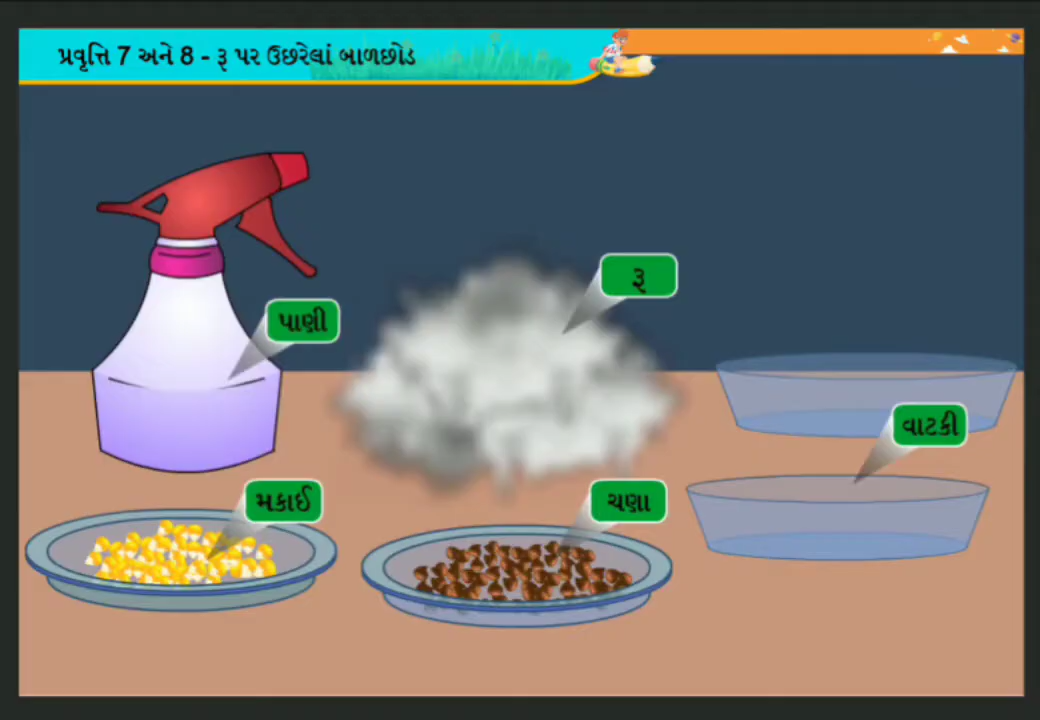 પ્રવૃત્તિ 7 અને 8 - રૂ પર ઉછરેલાં બાળછોડ
રૂ
પાણી
વાટકી
મકાઈ
ચણા